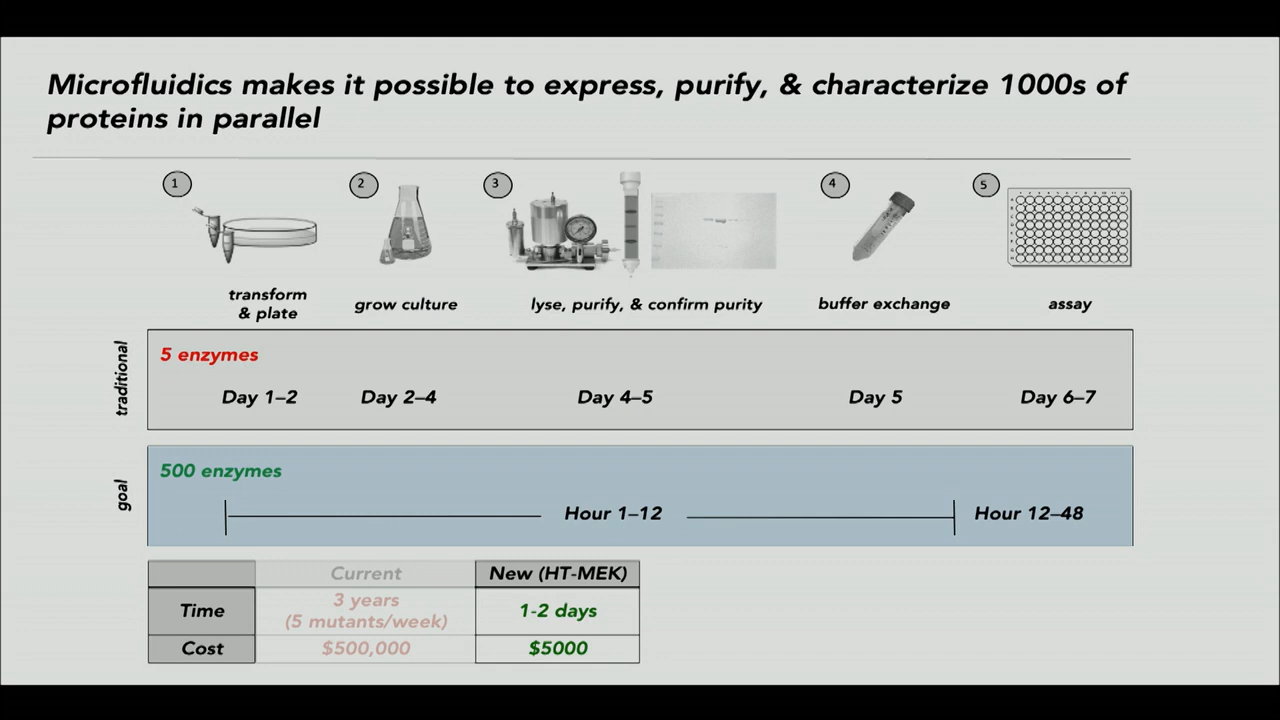 Microfluidics makes it possible to express, purify, & characterize 1000s of
proteins in parallel
1
2
3
4
5
transform
& plate
grow culture
lyse, purify, & confirm purity
buffer exchange
assay
traditional
5 enzymes
Day 1–2
Day 2–4
Day 4–5
Day 5
Day 6–7
goal
500 enzymes
Hour 1–12
Hour 12–48
Current
New (HT-MEK)
Time
3 years
(5 mutants/week)
1-2 days
Cost
$500,000
$5000